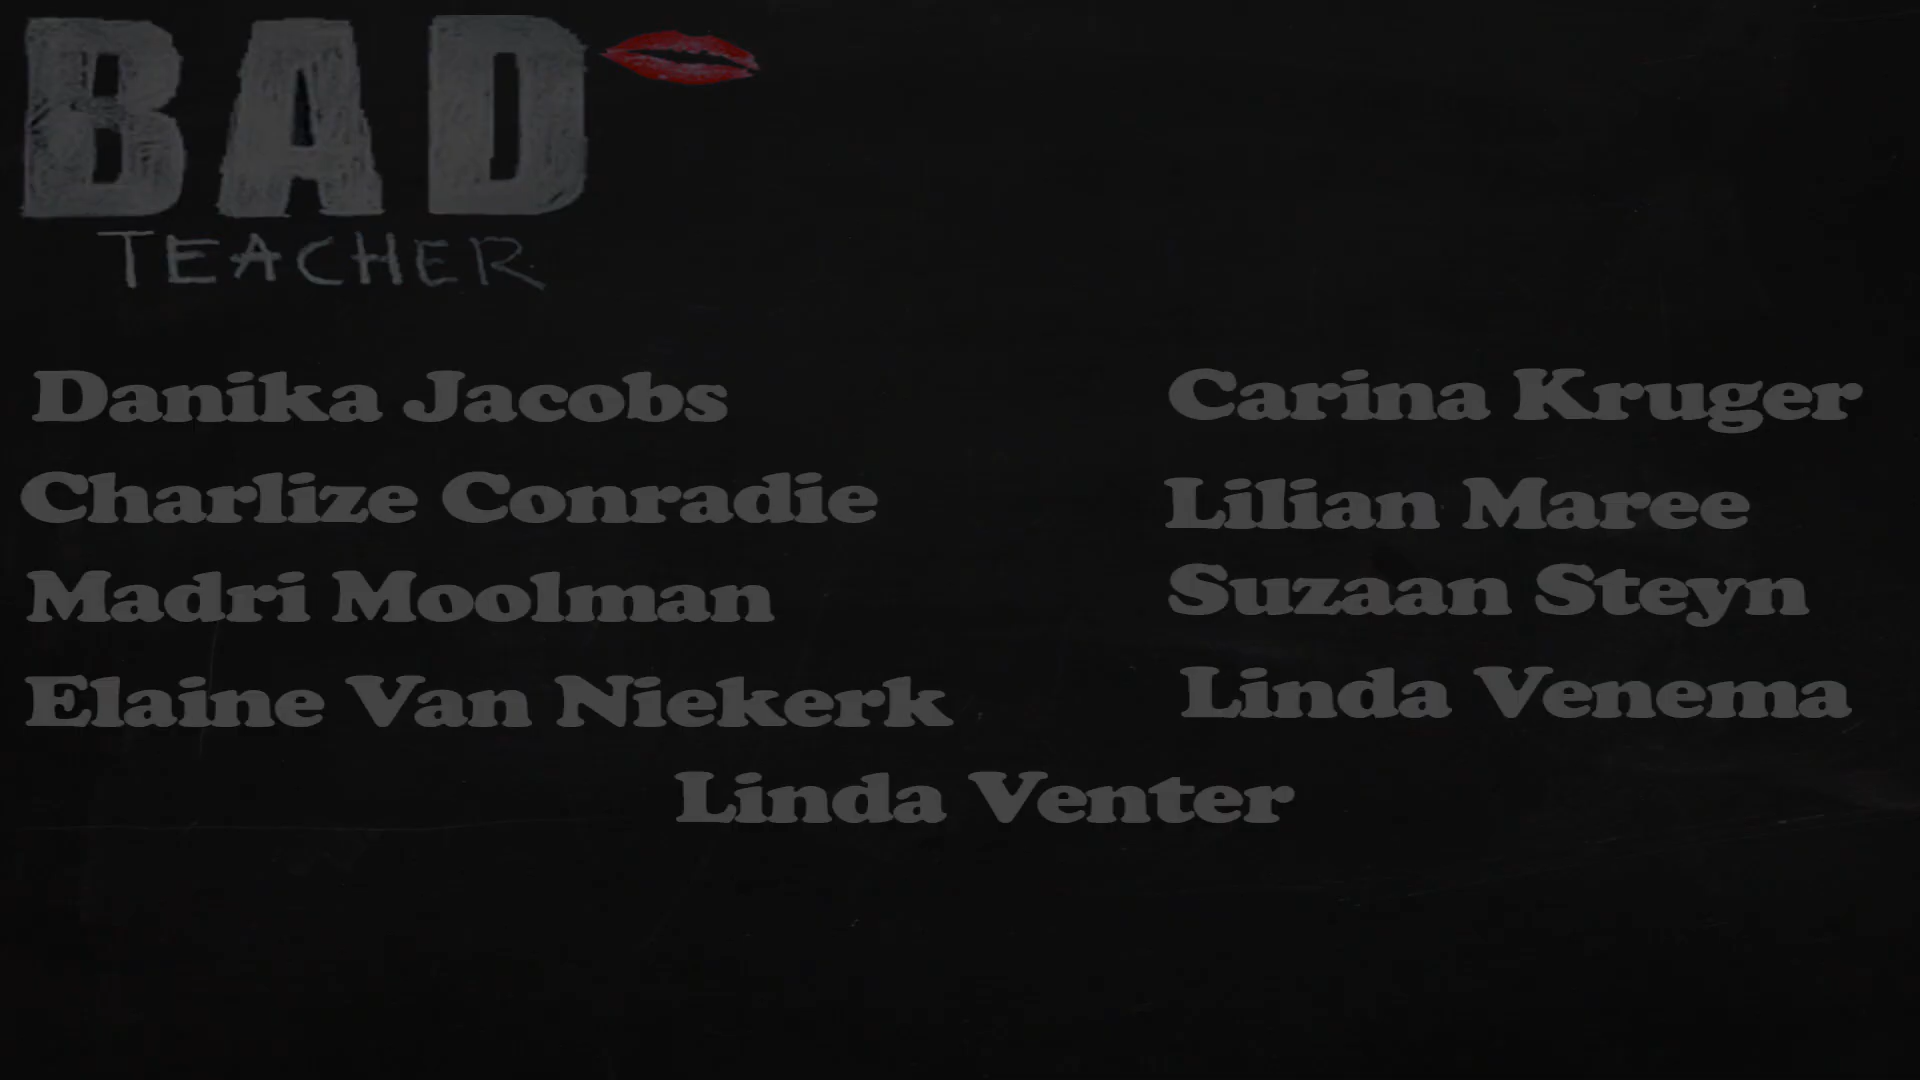 BAD
TEACHER
Danika Jacobs
Charlize Conradie
Madri Moolman
Elaine Van Niekerk
Carina Kruger
Lilian Maree
Suzaan Steyn
Linda Venema
Linda Venter